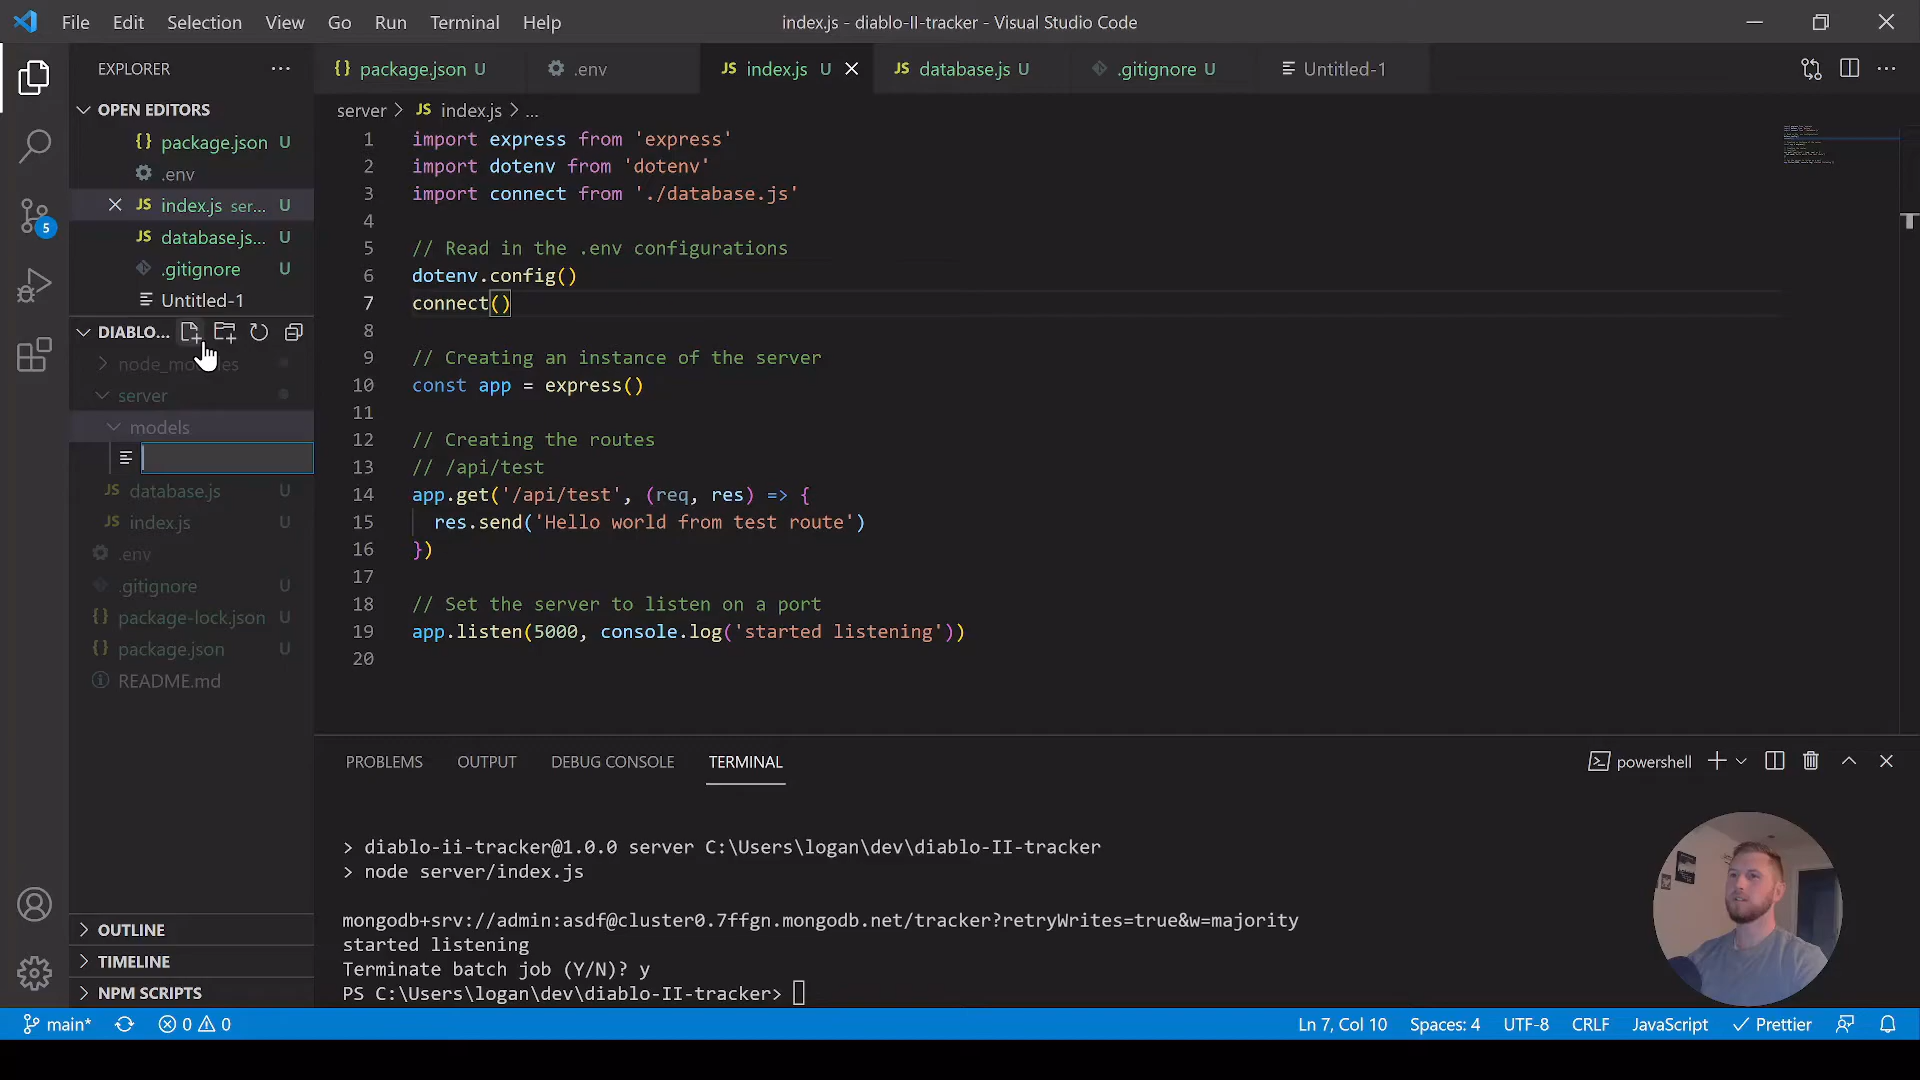 File Edit Selection View Go Run Terminal Help index.js - diablo-II-tracker - Visual Studio Code
EXPLORER
package.json U
.env
index.js U
database.js U
.gitignore U
Untitled-1
OPEN EDITORS
package.json U
.env
index.js ser... U
database.js... U
.gitignore U
Untitled-1
5
DIABLO...
server
models
database.js U
index.js U
.env
.gitignore U
package-lock.json U
package.json U
README.md
OUTLINE
TIMELINE
NPM SCRIPTS
server > JS index.js > ...
1 import express from 'express'
2 import dotenv from 'dotenv'
3 import connect from './database.js'
4
5 // Read in the .env configurations
6 dotenv.config()
7 connect()
8
9 // Creating an instance of the server
10 const app = express()
11
12 // Creating the routes
13 // /api/test
14 app.get('/api/test', (req, res) => {
15 res.send('Hello world from test route')
16 })
17
18 // Set the server to listen on a port
19 app.listen(5000, console.log('started listening'))
20
PROBLEMS OUTPUT DEBUG CONSOLE TERMINAL
powershell
> diablo-ii-tracker@1.0.0 server C:\Users\logan\dev\diablo-II-tracker
> node server/index.js
mongodb+srv://admin:asdf@cluster0.7ffgn.mongodb.net/tracker?retryWrites=true&w=majority
started listening
Terminate batch job (Y/N)? y
PS C:\Users\logan\dev\diablo-II-tracker>
main* 0 0 Ln 7, Col 10 Spaces: 4 UTF-8 CRLF JavaScript Prettier